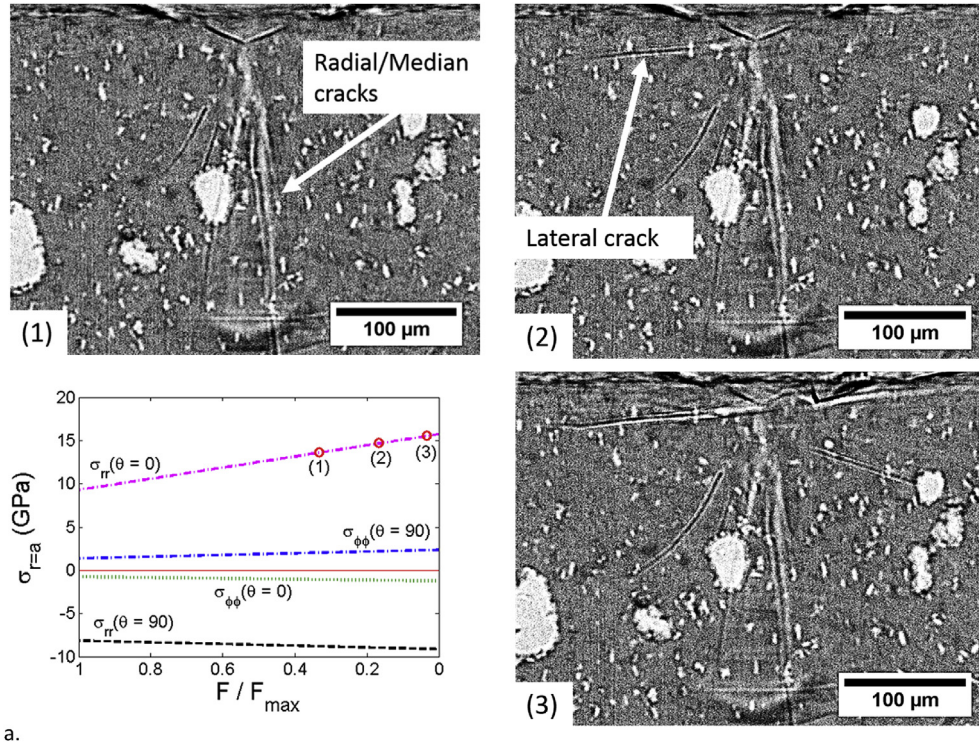 Radial/Median
cracks
(1)
100 µm
Lateral crack
(2)
100 µm
20
15
10
5
0
-5
-10
σr=a (GPa)
σrr(θ = 0)
(1)
(2)
(3)
σϕϕ(θ = 90)
σϕϕ(θ = 0)
σrr(θ = 90)
1
0.8
0.6
0.4
0.2
0
F / Fmax
(3)
100 µm
a.